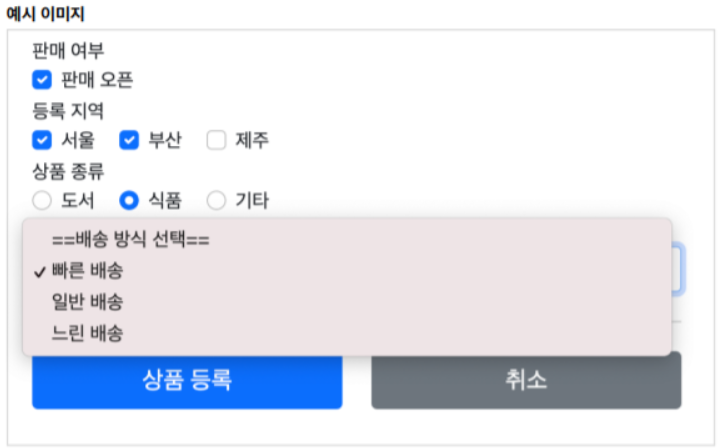 예시 이미지
판매 여부
판매 오픈
등록 지역
서울 부산 제주
상품 종류
도서 식품 기타
==배송 방식 선택==
빠른 배송
일반 배송
느린 배송
상품 등록 취소